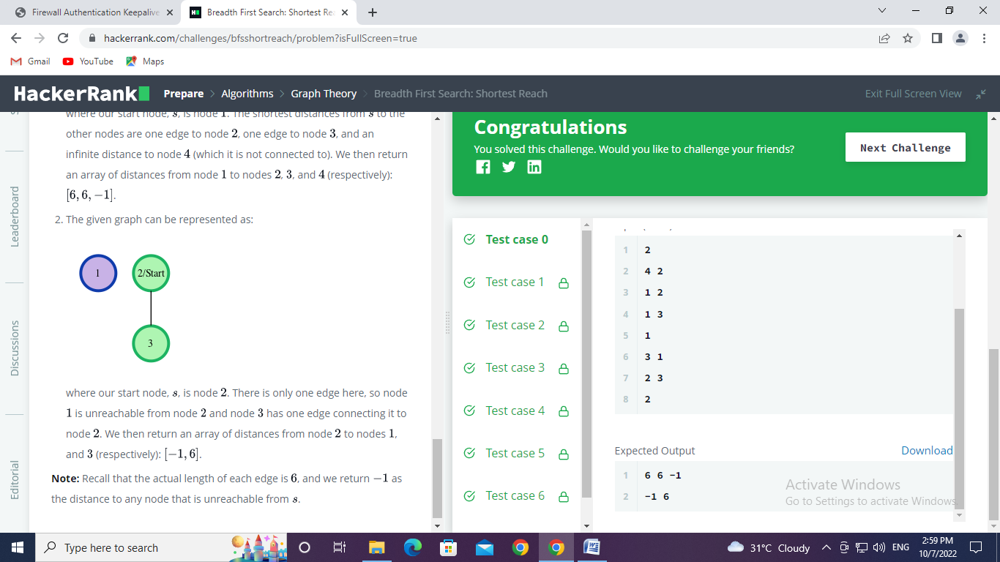 Firewall Authentication Keepalive
Breadth First Search: Shortest Re
hackerrank.com/challenges/bfsshortreach/problem?isFullScreen=true
Gmail
YouTube
Maps
HackerRank
Prepare > Algorithms > Graph Theory > Breadth First Search: Shortest Reach
Exit Full Screen View
Leaderboard
Discussions
Editorial
where our start node, s, is node 1. The shortest distances from s to the
other nodes are one edge to node 2, one edge to node 3, and an
infinite distance to node 4 (which it is not connected to). We then return
an array of distances from node 1 to nodes 2, 3, and 4 (respectively):
[6, 6, −1].
2. The given graph can be represented as:
1
2/Start
3
where our start node, s, is node 2. There is only one edge here, so node
1 is unreachable from node 2 and node 3 has one edge connecting it to
node 2. We then return an array of distances from node 2 to nodes 1,
and 3 (respectively): [−1, 6].
Note: Recall that the actual length of each edge is 6, and we return −1 as
the distance to any node that is unreachable from s.
Congratulations
You solved this challenge. Would you like to challenge your friends?
Next Challenge
Test case 0
Test case 1
Test case 2
Test case 3
Test case 4
Test case 5
Test case 6
1 2
2 4 2
3 1 2
4 1 3
5 1
6 3 1
7 2 3
8 2
Expected Output
Download
1 6 6 -1
2 -1 6
Activate Windows
Go to Settings to activate Windows.
Type here to search
31°C Cloudy
ENG
2:59 PM
10/7/2022